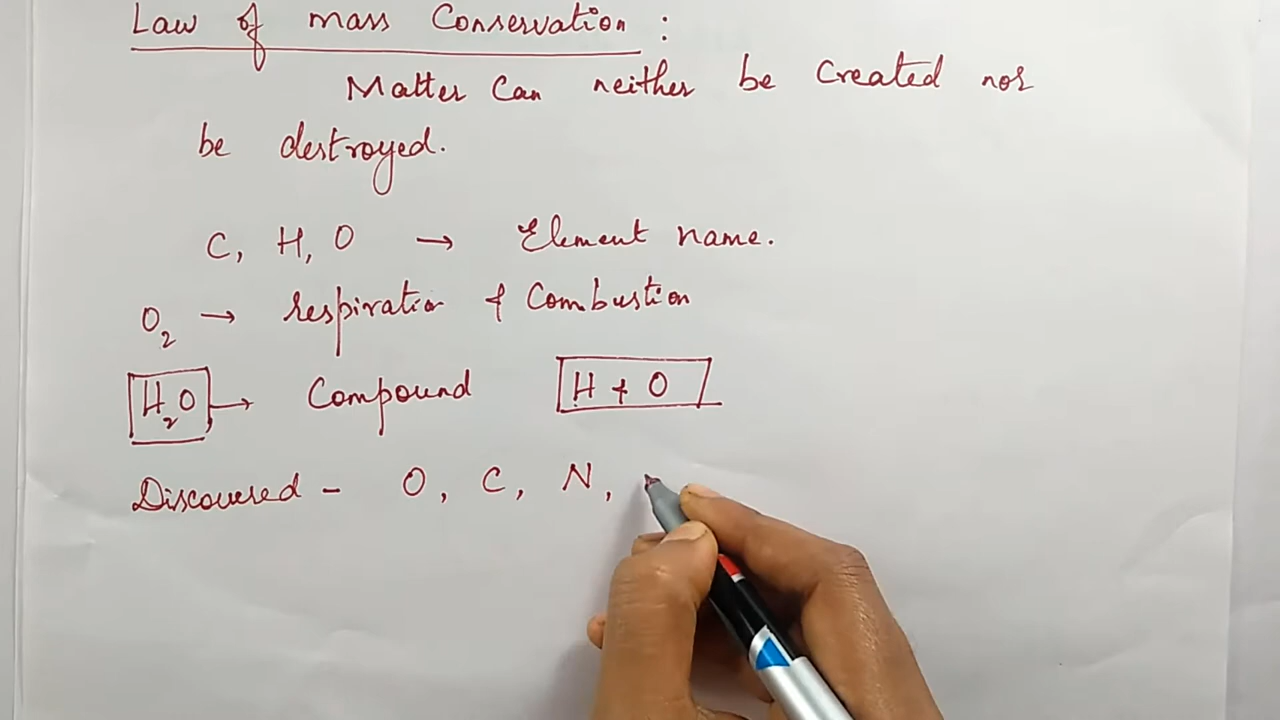 Law of mass Conservation :
Matter Can neither be Created nor
be destroyed.
C, H, O → Element name.
O₂ → respiration & Combustion
H₂O → Compound H + O
Discovered - O, C, N,